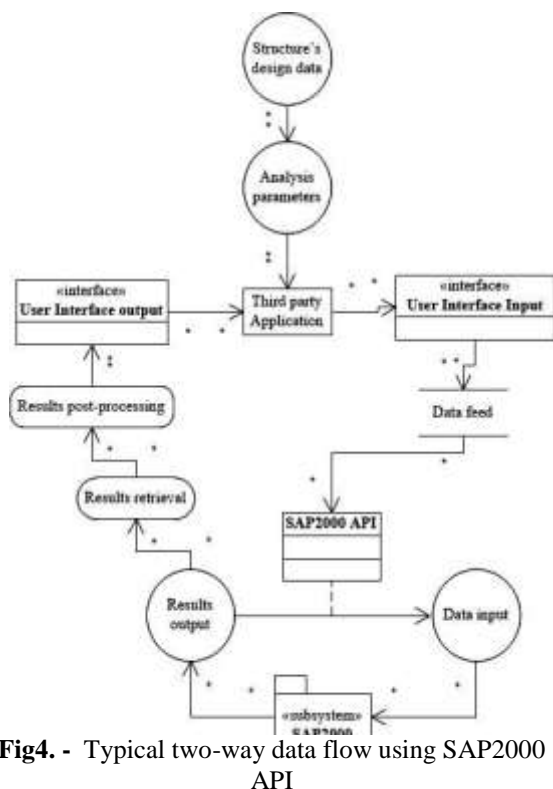 Structure´s
design data
Analysis
parameters
«interface»
User Interface output
Third party
Application
«interface»
User Interface Input
Results post-processing
Data feed
Results retrieval
SAP2000 API
Results
output
Data input
«subsystem»
SAP2000
Fig4. - Typical two-way data flow using SAP2000
API